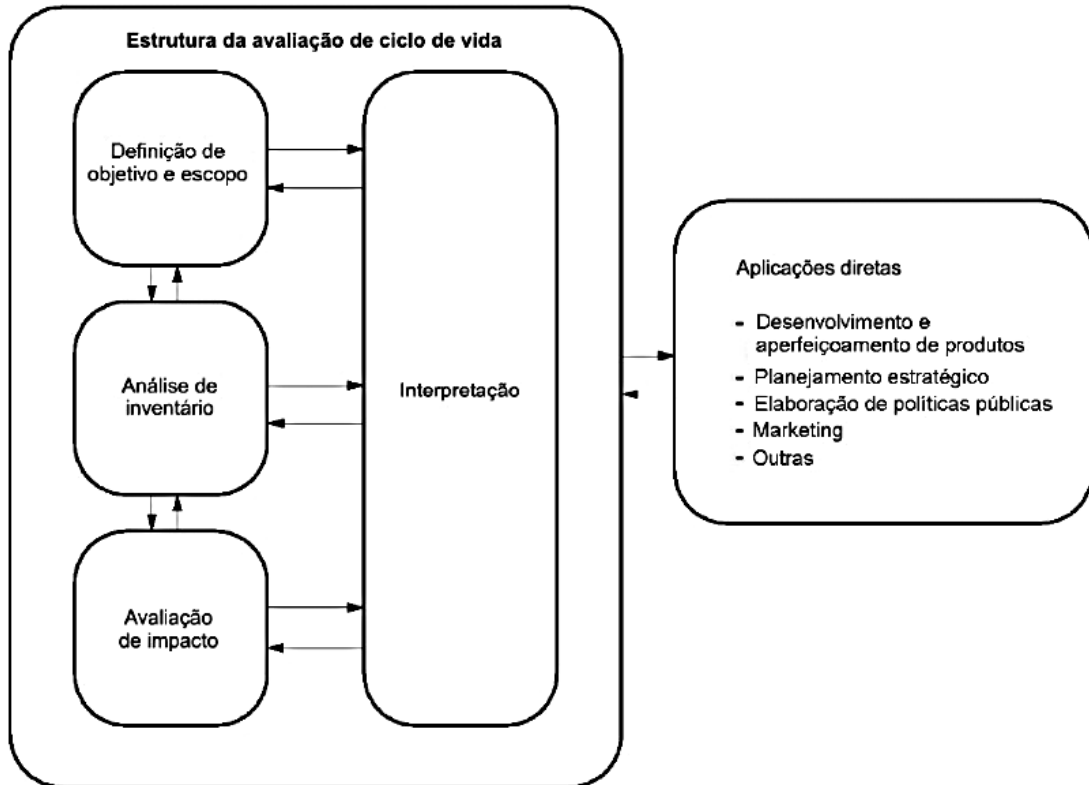 Estrutura da avaliação de ciclo de vida
Definição de
objetivo e escopo
Análise de
inventário
Avaliação
de impacto
Interpretação
Aplicações diretas
- Desenvolvimento e
aperfeiçoamento de produtos
- Planejamento estratégico
- Elaboração de políticas públicas
- Marketing
- Outras